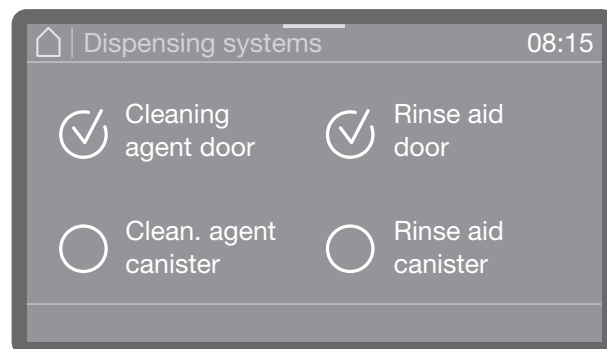 Dispensing systems 08:15
Cleaning
agent door
Rinse aid
door
Clean. agent
canister
Rinse aid
canister